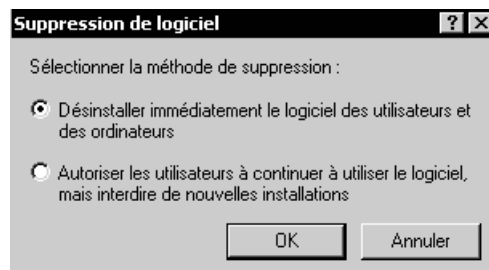 Suppression de logiciel ? X
Sélectionner la méthode de suppression :
Désinstaller immédiatement le logiciel des utilisateurs et
des ordinateurs
Autoriser les utilisateurs à continuer à utiliser le logiciel,
mais interdire de nouvelles installations
OK Annuler